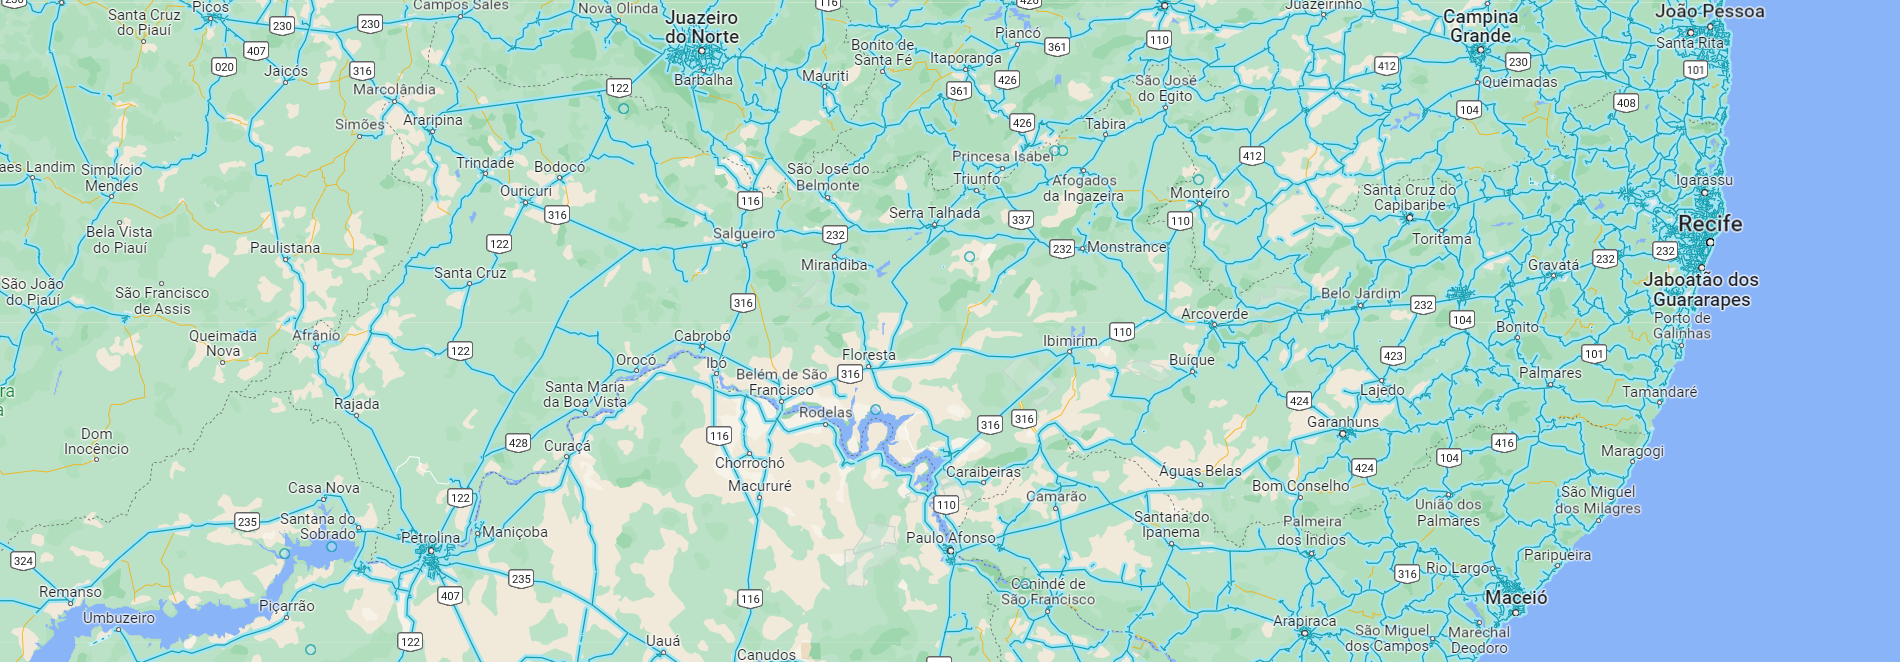 230
Santa Cruz
do Piauí
Picos
230
230
Campos Sales
Nova Olinda
Juazeiro
do Norte
116
426
Juazeirinho
Campina
Grande
João Pessoa
Santa Rita
407
020
Jaicós
316
Marcolândia
122
Barbalha
Mauriti
Bonito de
Santa Fé
Piancó
361
Itaporanga
426
361
110
São José
do Egito
412
230
Queimadas
101
104
408
Simões
Araripina
426
Tabira
aes Landim
Simplício
Mendes
Trindade
Bodocó
Ouricuri
316
116
São José do
Belmonte
Princesa Isabel
Triunfo
Afogados
da Ingazeira
412
Monteiro
110
Santa Cruz do
Capibaribe
Toritama
Igarassu
Recife
Bela Vista
do Piauí
Paulistana
122
Salgueiro
232
Serra Talhada
337
232
Monstrance
232
232
Mirandiba
Gravatá
Jaboatão dos
Guararapes
São João
do Piauí
São Francisco
de Assis
Santa Cruz
316
Belo Jardim
232
104
Arcoverde
Porto de
Galinhas
Queimada
Nova
Afrânio
122
Cabrobó
Ibó
Orocó
Floresta
316
Ibimirim
110
Buíque
423
Bonito
101
Palmares
Santa Maria
da Boa Vista
Belém de São
Francisco
ra
a
Rajada
Rodelas
316
316
424
Lajedo
Tamandaré
Dom
Inocêncio
428
Curaçá
116
Chorrochó
Garanhuns
416
104
Maragogi
Macururé
Caraibeiras
Águas Belas
424
Bom Conselho
Casa Nova
122
110
Camarão
União dos
Palmares
São Miguel
dos Milagres
235
Santana do
Sobrado
Petrolina
Maniçoba
Paulo Afonso
Santana do
Ipanema
Palmeira
dos Índios
Paripueira
324
Remanso
Umbuzeiro
Piçarrão
407
235
116
Canindé de
São Francisco
316
Rio Largo
Maceió
122
Uauá
Canudos
Arapiraca
São Miguel
dos Campos
Marechal
Deodoro